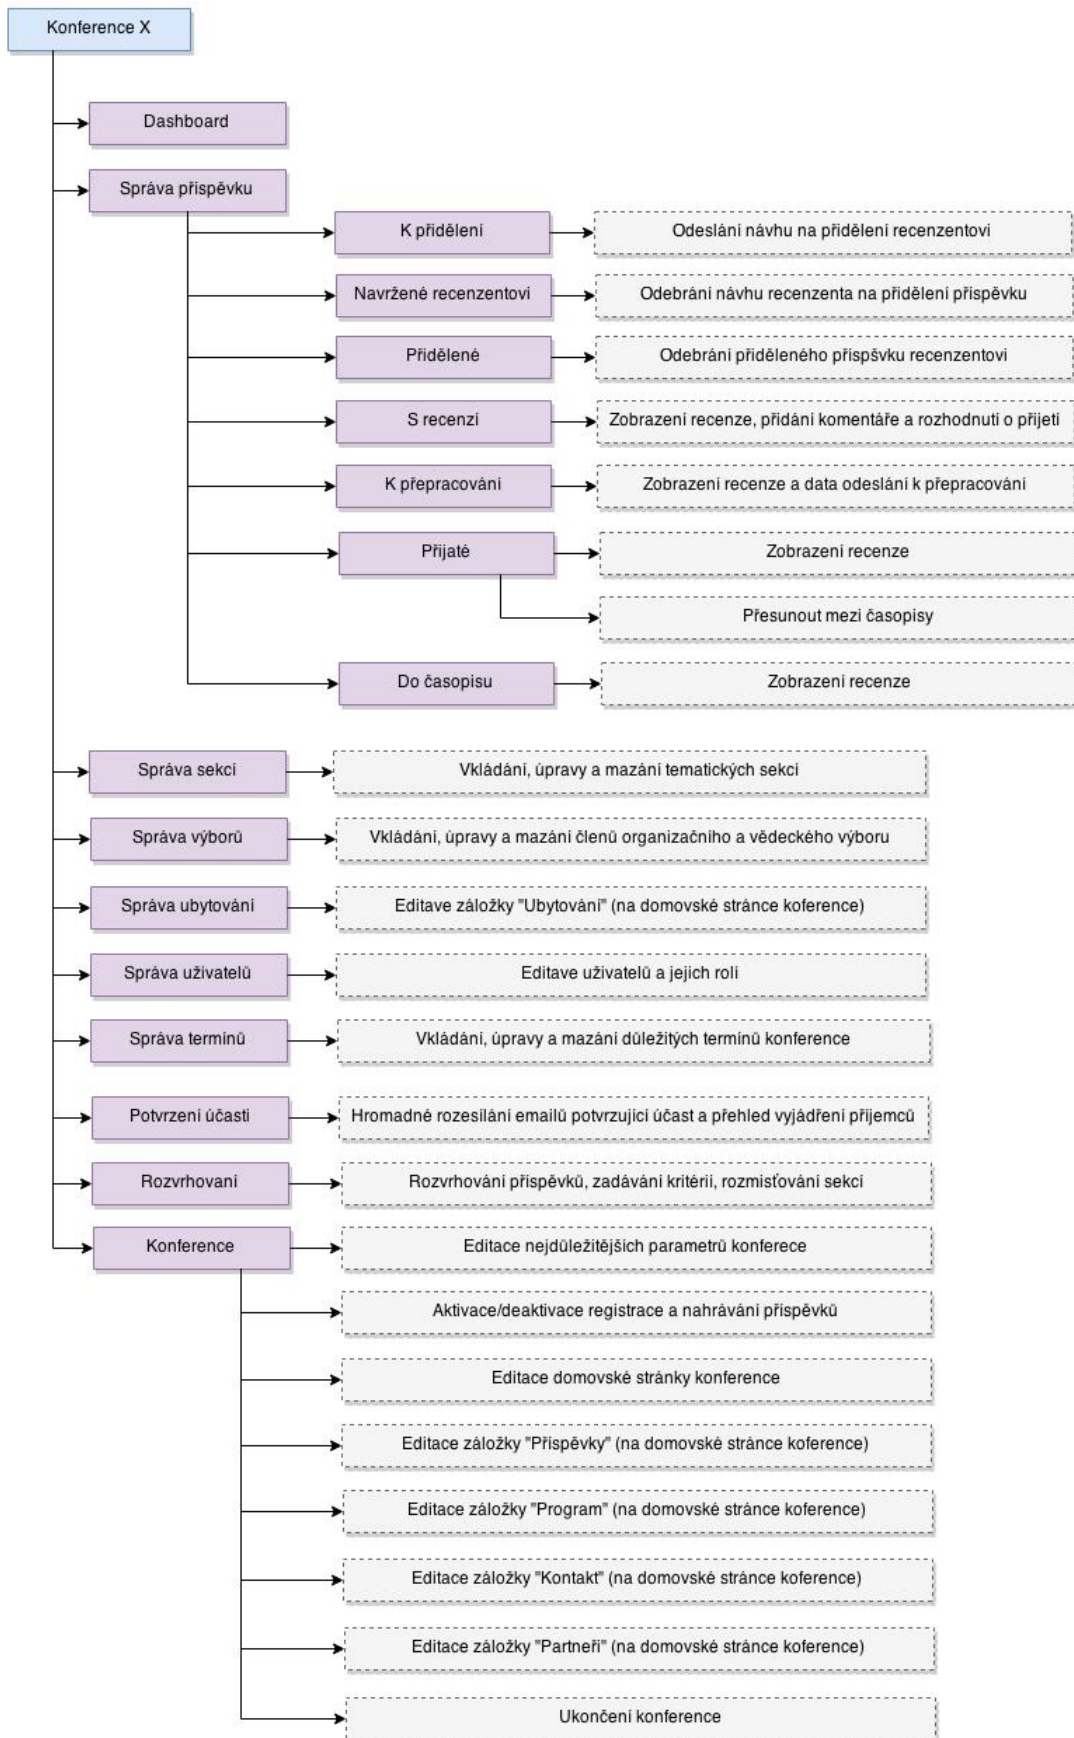 Konference X
Dashboard
Správa příspěvku
K přidělení
Odeslání návhu na přidělení recenzentovi
Navržené recenzentovi
Odebrání návhu recenzenta na přidělení příspěvku
Přidělené
Odebrání přiděleného příspšvku recenzentovi
S recenzí
Zobrazení recenze, přidání komentáře a rozhodnutí o přijetí
K přepracování
Zobrazení recenze a data odeslání k přepracování
Přijaté
Zobrazení recenze
Přesunout mezi časopisy
Do časopisu
Zobrazení recenze
Správa sekcí
Vkládání, úpravy a mazání tematických sekcí
Správa výborů
Vkládání, úpravy a mazání členů organizačního a vědeckého výboru
Správa ubytování
Editave záložky "Ubytování" (na domovské stránce koference)
Správa uživatelů
Editave uživatelů a jejich rolí
Správa termínů
Vkládání, úpravy a mazání důležitých termínů konference
Potvrzení účasti
Hromadné rozesílání emailů potvrzující účast a přehled vyjádření příjemců
Rozvrhovaní
Rozvrhování příspěvků, zadávání kritérií, rozmisťování sekcí
Konference
Editace nejdůležitějších parametrů konferece
Aktivace/deaktivace registrace a nahrávání příspěvků
Editace domovské stránky konference
Editace záložky "Příspěvky" (na domovské stránce koference)
Editace záložky "Program" (na domovské stránce koference)
Editace záložky "Kontakt" (na domovské stránce koference)
Editace záložky "Partneři" (na domovské stránce koference)
Ukončení konference